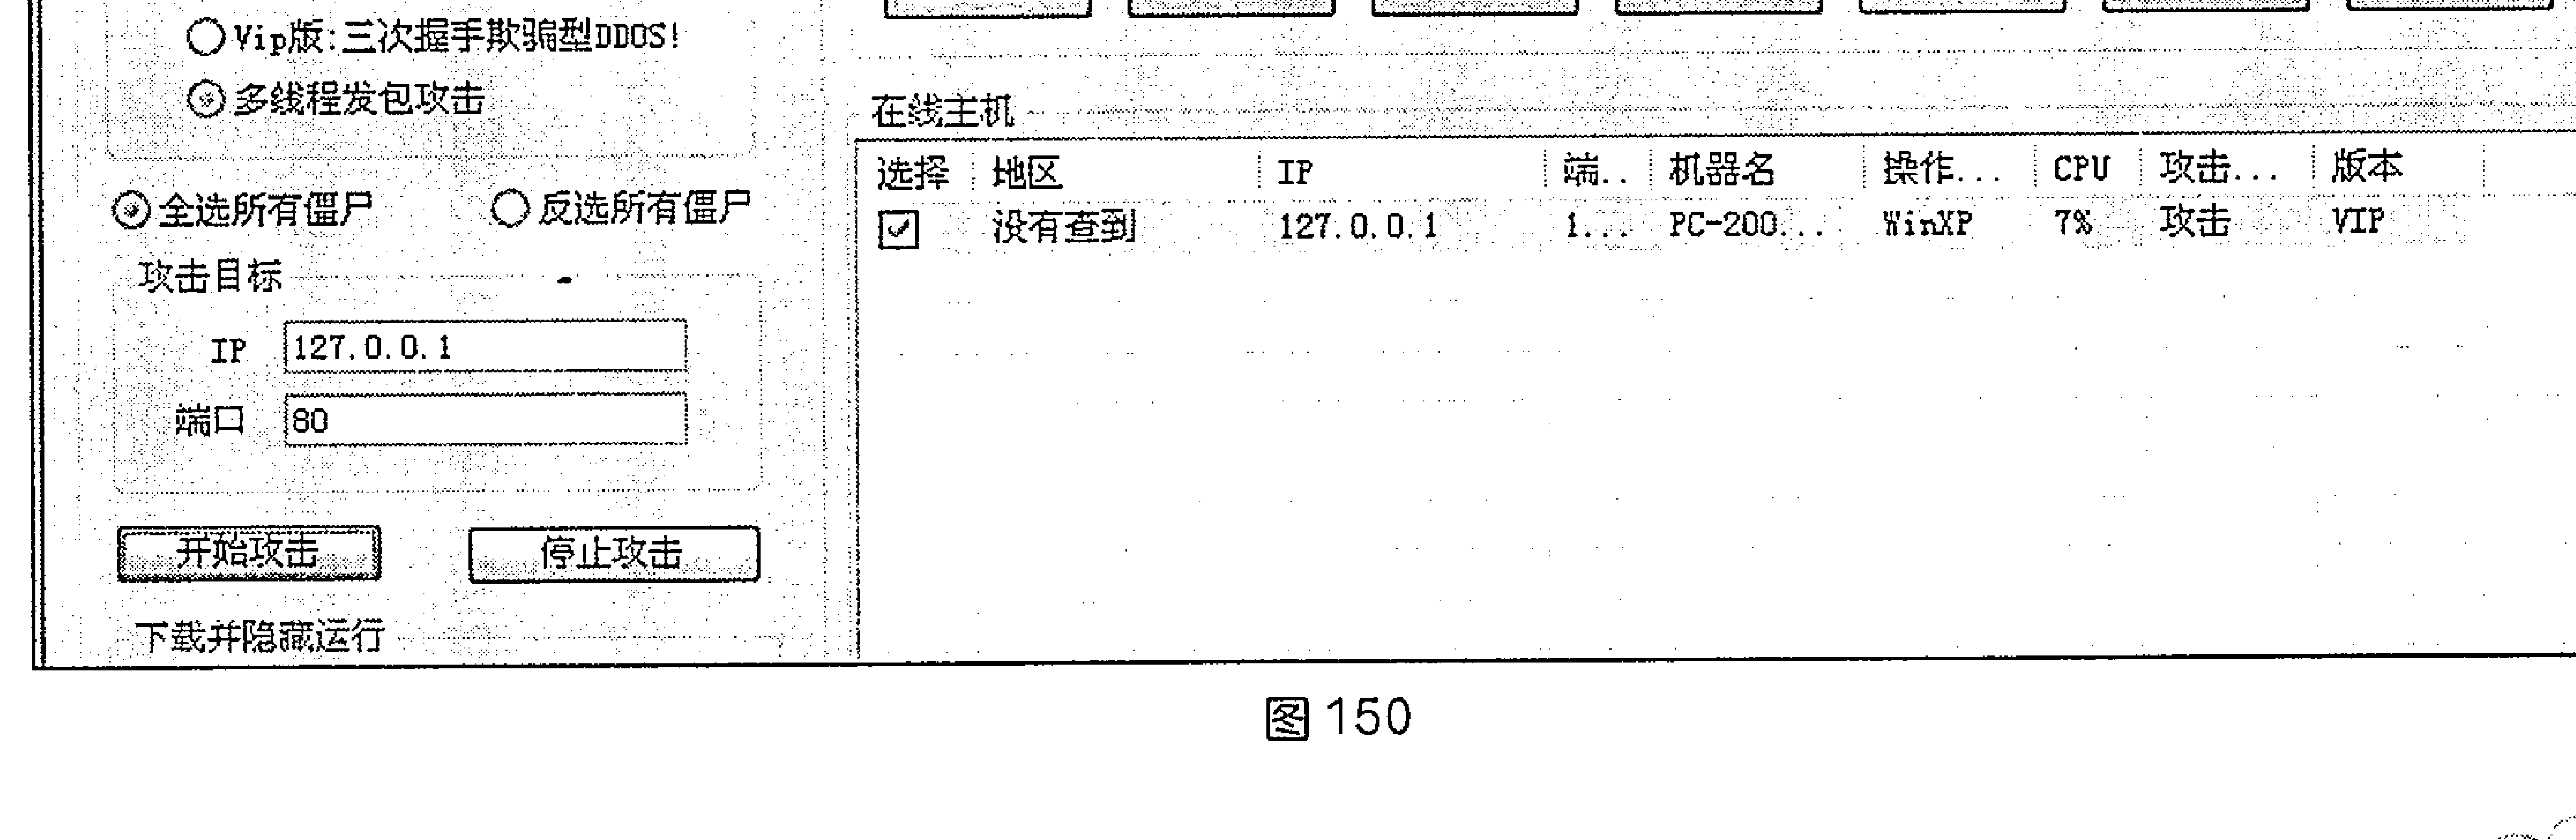 Vip版:三次握手欺骗型DDOS!
多线程发包攻击
全选所有僵尸 反选所有僵尸
攻击目标
IP 127.0.0.1
端口 80
开始攻击 停止攻击
下载并隐藏运行
在线主机
选择 地区 IP 端.. 机器名 操作... CPU 攻击... 版本
没有查到 127.0.0.1 1... PC-200... WinXP 7% 攻击 VIP
图 150